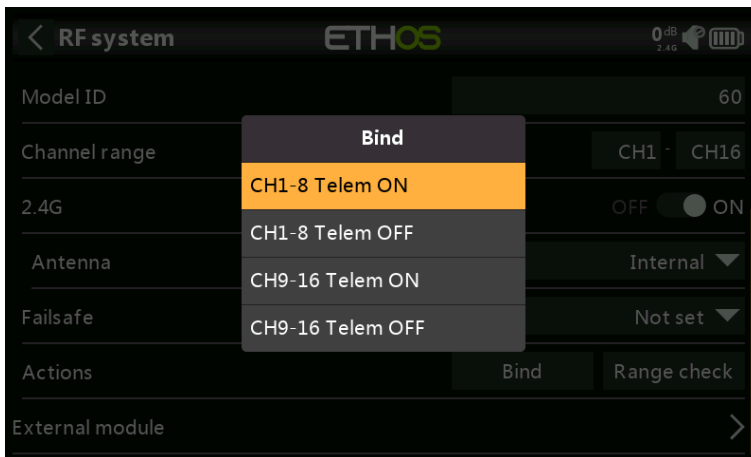 RF system ETHOS 0 dB 2.4G
Model ID 60
Bind
Channel range CH1 - CH16
CH1-8 Telem ON
2.4G OFF ON
CH1-8 Telem OFF
Antenna Internal
CH9-16 Telem ON
Failsafe Not set
CH9-16 Telem OFF
Actions Bind Range check
External module